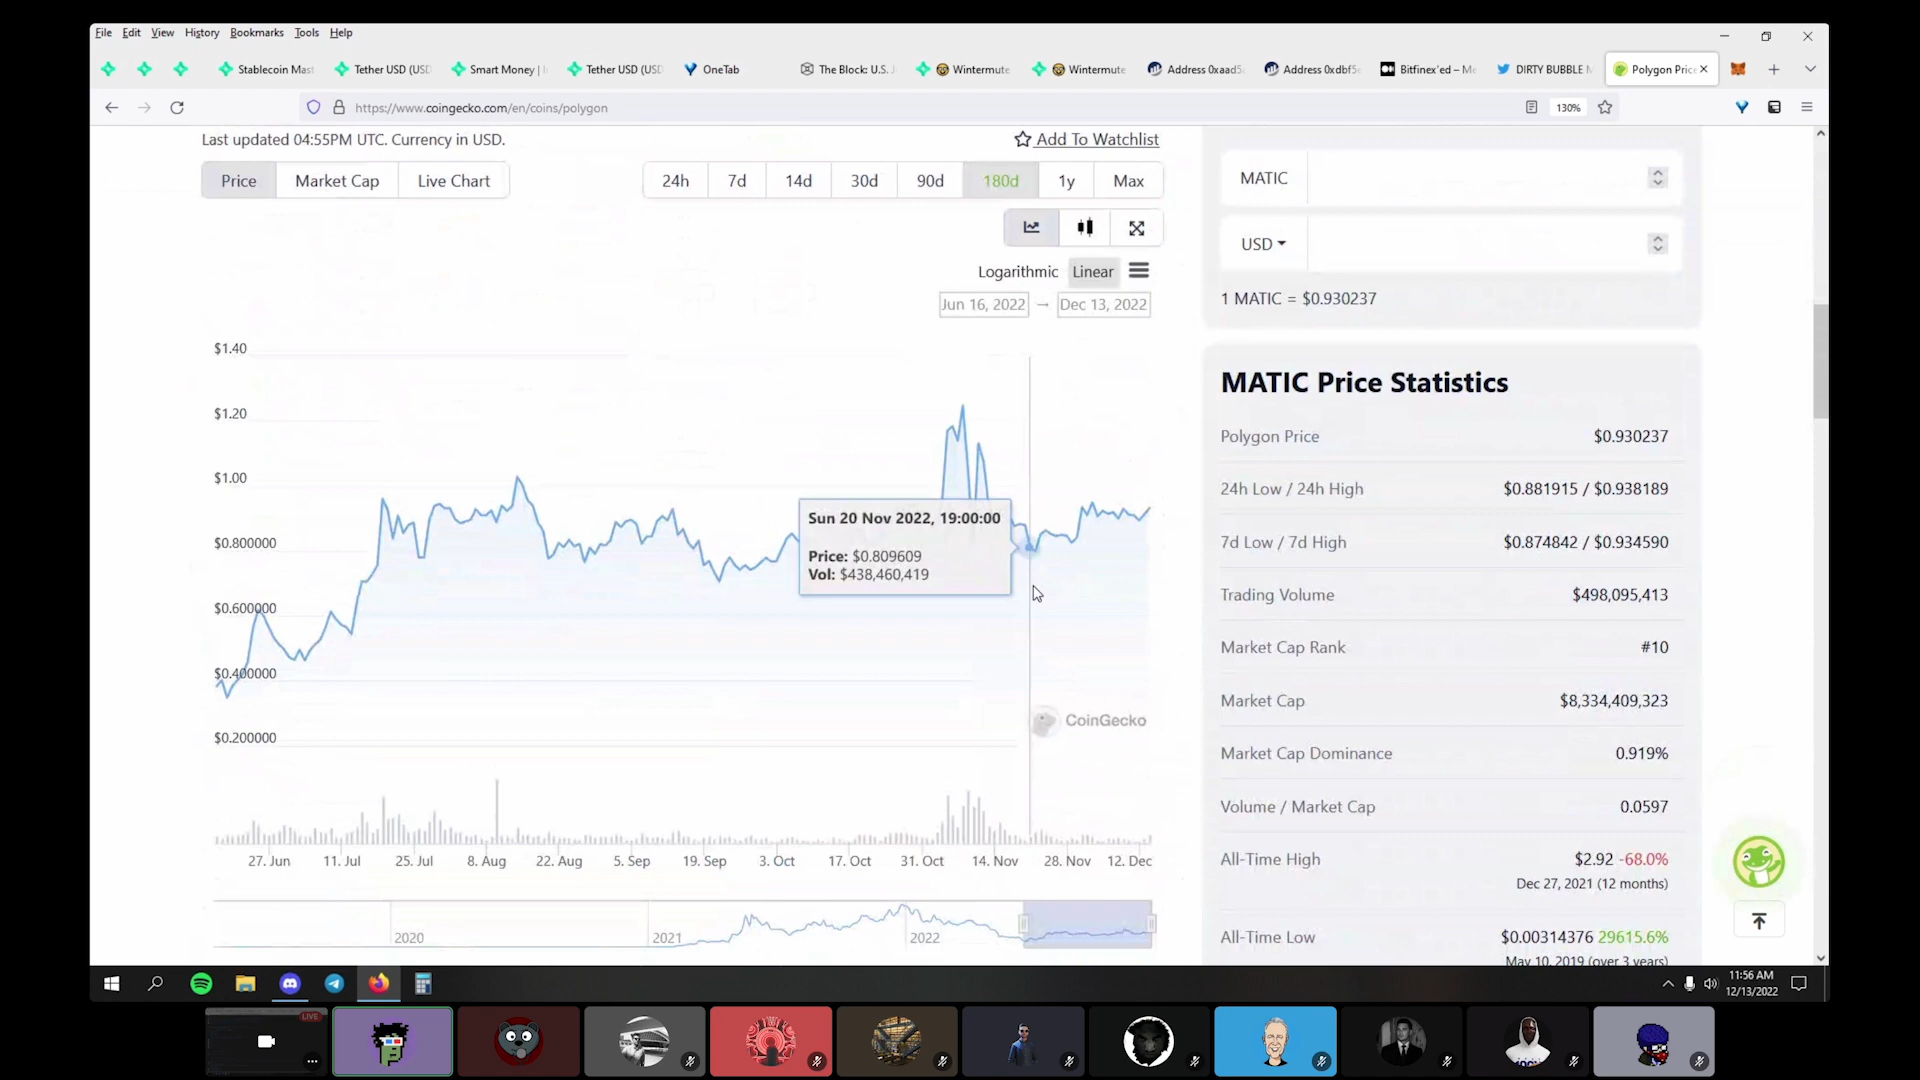 File Edit View History Bookmarks Tools Help
Stablecoin Mast
Tether USD (USD
Smart Money |
Tether USD (USD
OneTab
The Block: U.S.
Wintermute
Wintermute
Address 0xaad5
Address 0xdbf5
Bitfinex'ed – Me
DIRTY BUBBLE M
Polygon Price
https://www.coingecko.com/en/coins/polygon
130%
Last updated 04:55PM UTC. Currency in USD.
Add To Watchlist
Price Market Cap Live Chart
24h 7d 14d 30d 90d 180d 1y Max
Logarithmic Linear
Jun 16, 2022 → Dec 13, 2022
$1.40
$1.20
$1.00
$0.800000
$0.600000
$0.400000
$0.200000
Sun 20 Nov 2022, 19:00:00
Price: $0.809609
Vol: $438,460,419
CoinGecko
27. Jun 11. Jul 25. Jul 8. Aug 22. Aug 5. Sep 19. Sep 3. Oct 17. Oct 31. Oct 14. Nov 28. Nov 12. Dec
2020 2021 2022
MATIC
USD
1 MATIC = $0.930237
MATIC Price Statistics
Polygon Price $0.930237
24h Low / 24h High $0.881915 / $0.938189
7d Low / 7d High $0.874842 / $0.934590
Trading Volume $498,095,413
Market Cap Rank #10
Market Cap $8,334,409,323
Market Cap Dominance 0.919%
Volume / Market Cap 0.0597
All-Time High $2.92 -68.0%
Dec 27, 2021 (12 months)
All-Time Low $0.00314376 29615.6%
May 10, 2019 (over 3 years)
11:56 AM
12/13/2022
LIVE